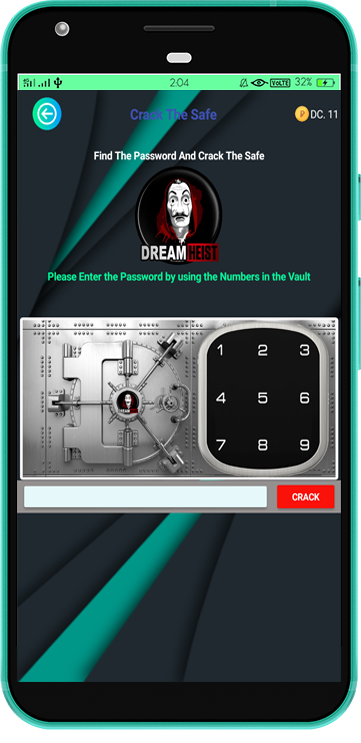 2:04 VoLTE 32%
Crack The Safe
DC. 11
Find The Password And Crack The Safe
DREAM HEIST
Please Enter the Password by using the Numbers in the Vault
1 2 3
4 5 6
7 8 9
DREAM HEIST
CRACK